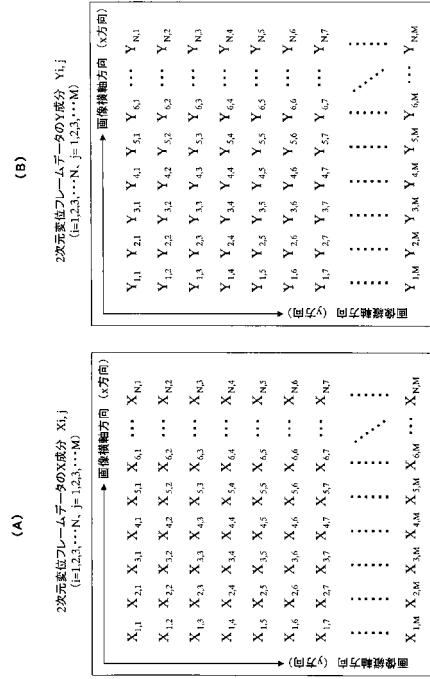 (A)
2次元変位フレームデータのX成分 Xi, j
(i=1,2,3,・・・N、j= 1,2,3,・・・M)
画像横軸方向 (x方向)
画像縦軸方向 (y方向)
X1,1 X2,1 X3,1 X4,1 X5,1 X6,1 ・・・ XN,1
X1,2 X2,2 X3,2 X4,2 X5,2 X6,2 ・・・ XN,2
X1,3 X2,3 X3,3 X4,3 X5,3 X6,3 ・・・ XN,3
X1,4 X2,4 X3,4 X4,4 X5,4 X6,4 ・・・ XN,4
X1,5 X2,5 X3,5 X4,5 X5,5 X6,5 ・・・ XN,5
X1,6 X2,6 X3,6 X4,6 X5,6 X6,6 ・・・ XN,6
X1,7 X2,7 X3,7 X4,7 X5,7 X6,7 ・・・ XN,7
X1,M X2,M X3,M X4,M X5,M X6,M ・・・ XN,M
(B)
2次元変位フレームデータのY成分 Yi, j
(i=1,2,3,・・・N、j= 1,2,3,・・・M)
画像横軸方向 (x方向)
画像縦軸方向 (y方向)
Y1,1 Y2,1 Y3,1 Y4,1 Y5,1 Y6,1 ・・・ YN,1
Y1,2 Y2,2 Y3,2 Y4,2 Y5,2 Y6,2 ・・・ YN,2
Y1,3 Y2,3 Y3,3 Y4,3 Y5,3 Y6,3 ・・・ YN,3
Y1,4 Y2,4 Y3,4 Y4,4 Y5,4 Y6,4 ・・・ YN,4
Y1,5 Y2,5 Y3,5 Y4,5 Y5,5 Y6,5 ・・・ YN,5
Y1,6 Y2,6 Y3,6 Y4,6 Y5,6 Y6,6 ・・・ YN,6
Y1,7 Y2,7 Y3,7 Y4,7 Y5,7 Y6,7 ・・・ YN,7
Y1,M Y2,M Y3,M Y4,M Y5,M Y6,M ・・・ YN,M